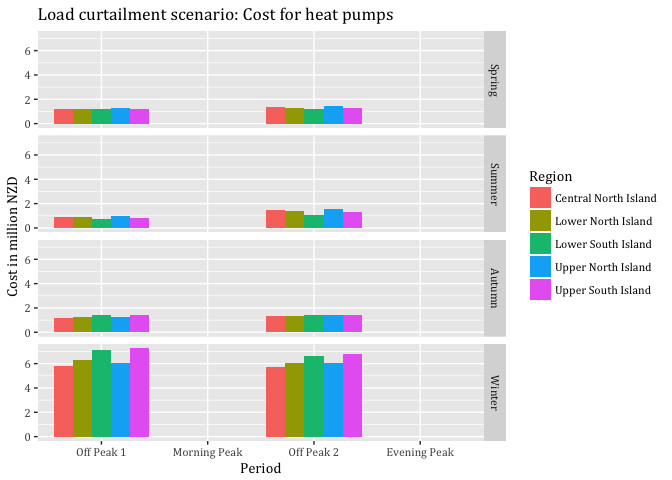 Load curtailment scenario: Cost for heat pumps
Cost in million NZD
6
4
2
0
Spring
6
4
2
0
Summer
6
4
2
0
Autumn
6
4
2
0
Winter
Off Peak 1 Morning Peak Off Peak 2 Evening Peak
Period
Region
Central North Island
Lower North Island
Lower South Island
Upper North Island
Upper South Island